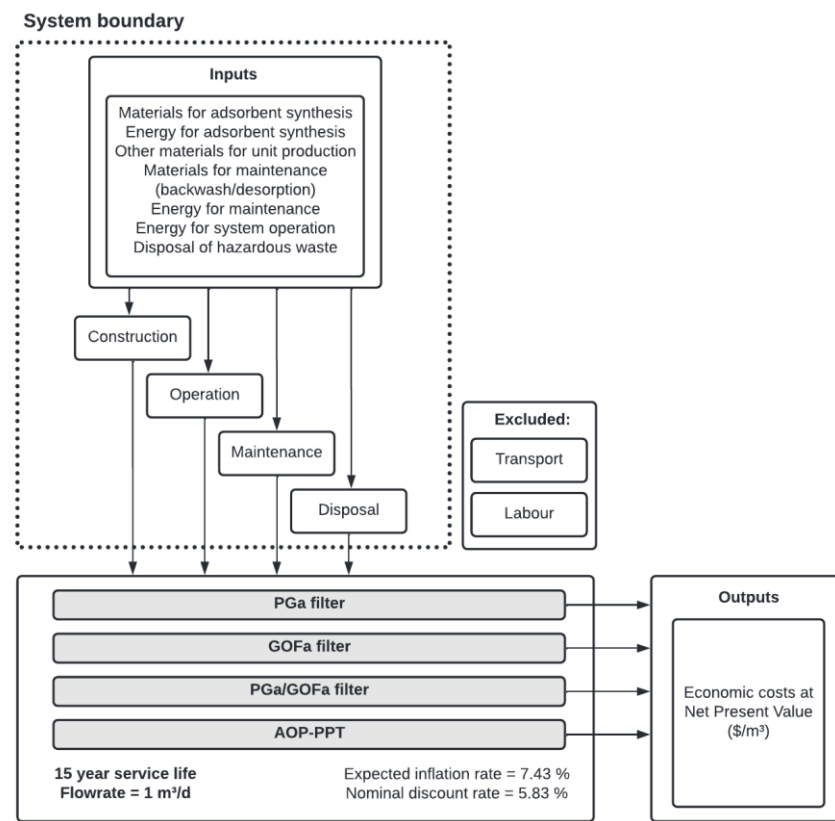 System boundary
Inputs
Materials for adsorbent synthesis
Energy for adsorbent synthesis
Other materials for unit production
Materials for maintenance
(backwash/desorption)
Energy for maintenance
Energy for system operation
Disposal of hazardous waste
Construction
Operation
Maintenance
Disposal
Excluded:
Transport
Labour
PGa filter
GOFa filter
PGa/GOFa filter
AOP-PPT
15 year service life
Flowrate = 1 m³/d
Expected inflation rate = 7.43 %
Nominal discount rate = 5.83 %
Outputs
Economic costs at
Net Present Value
($/m³)